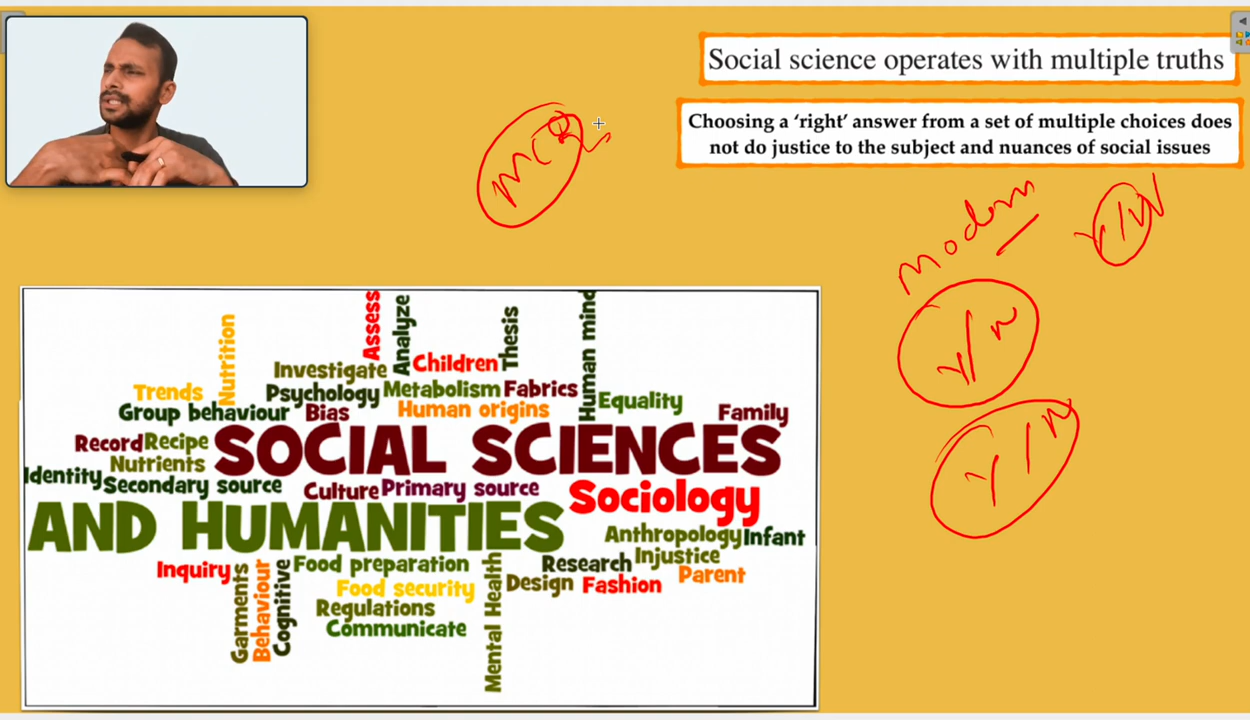 Social science operates with multiple truths
Choosing a ‘right’ answer from a set of multiple choices does
not do justice to the subject and nuances of social issues
MCQ
Modern
Y/N
Y/N
Y/N
Assess
Analyze
Thesis
Human mind
Nutrition
Investigate
Children
Trends
Psychology Metabolism Fabrics
Equality
Group behaviour Bias Human origins
Family
Record Recipe SOCIAL SCIENCES
Nutrients
Identity Secondary source Culture Primary source Sociology
AND HUMANITIES
Anthropology Infant
Inquiry Food preparation Research Injustice
Garments
Behaviour
Cognitive
Food security
Mental Health
Design Fashion Parent
Regulations
Communicate